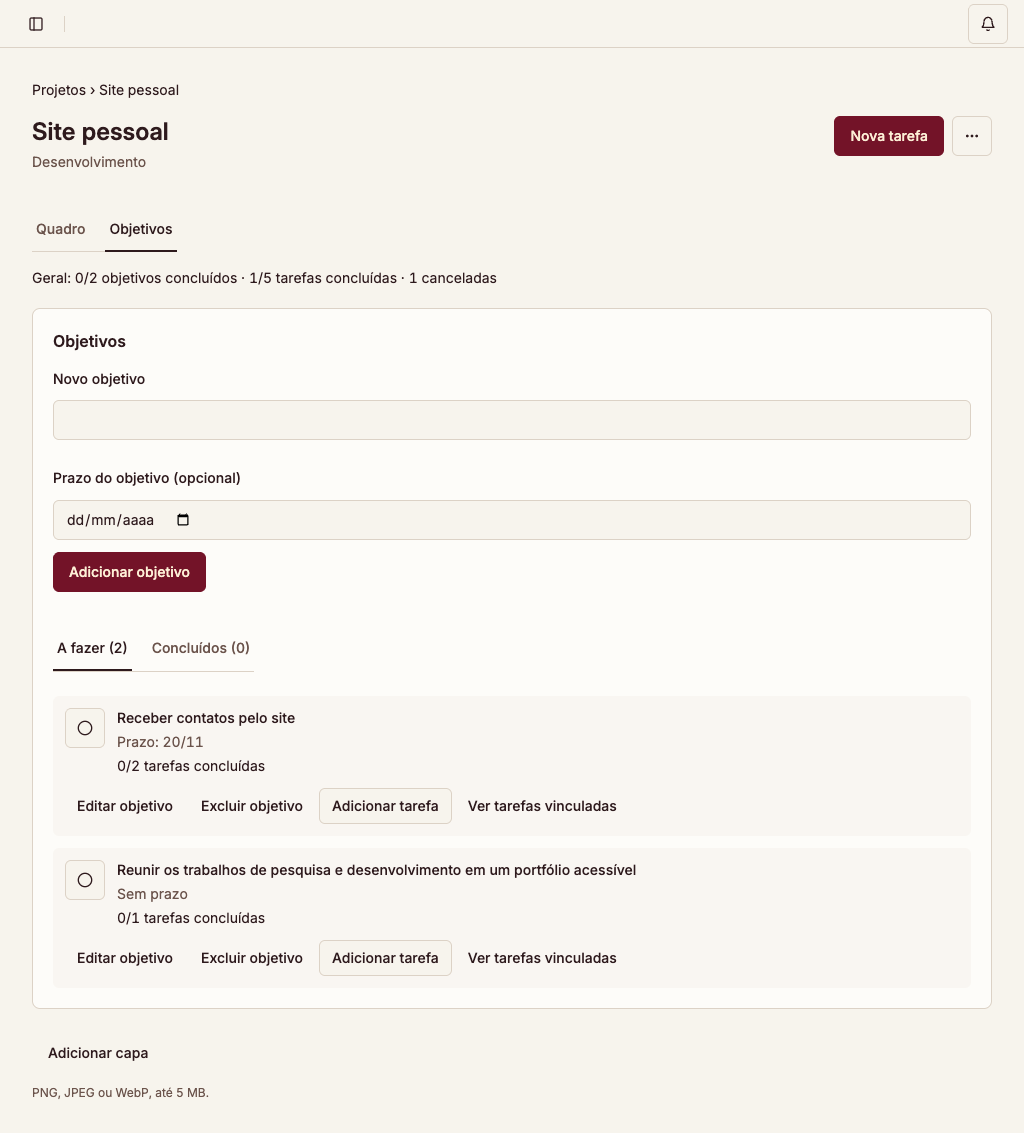 Projetos › Site pessoal
Site pessoal
Desenvolvimento
Nova tarefa
Quadro
Objetivos
Geral: 0/2 objetivos concluídos · 1/5 tarefas concluídas · 1 canceladas
Objetivos
Novo objetivo
Prazo do objetivo (opcional)
dd/mm/aaaa
Adicionar objetivo
A fazer (2)
Concluídos (0)
Receber contatos pelo site
Prazo: 20/11
0/2 tarefas concluídas
Editar objetivo
Excluir objetivo
Adicionar tarefa
Ver tarefas vinculadas
Reunir os trabalhos de pesquisa e desenvolvimento em um portfólio acessível
Sem prazo
0/1 tarefas concluídas
Editar objetivo
Excluir objetivo
Adicionar tarefa
Ver tarefas vinculadas
Adicionar capa
PNG, JPEG ou WebP, até 5 MB.